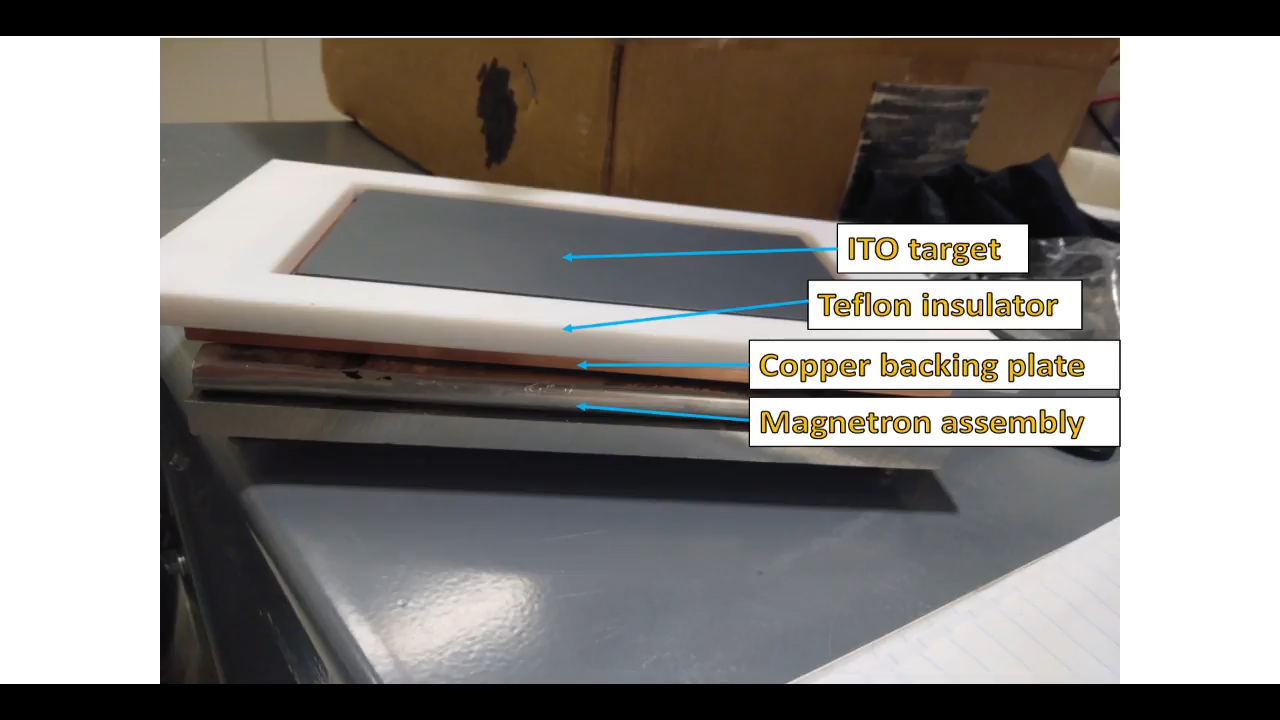 ITO target
Teflon insulator
Copper backing plate
Magnetron assembly